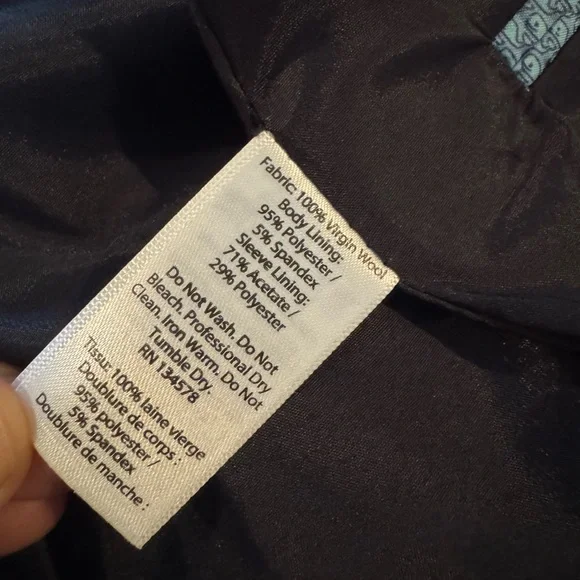 Fabric: 100% Virgin Wool
Body Lining:
95% Polyester /
5% Spandex
Sleeve Lining:
71% Acetate /
29% Polyester
Do Not Wash. Do Not
Bleach. Professional Dry
Clean. Iron Warm. Do Not
Tumble Dry.
RN 134578
Tissu: 100% laine vierge
Doublure de corps :
95% polyester /
5% Spandex
Doublure de manche :